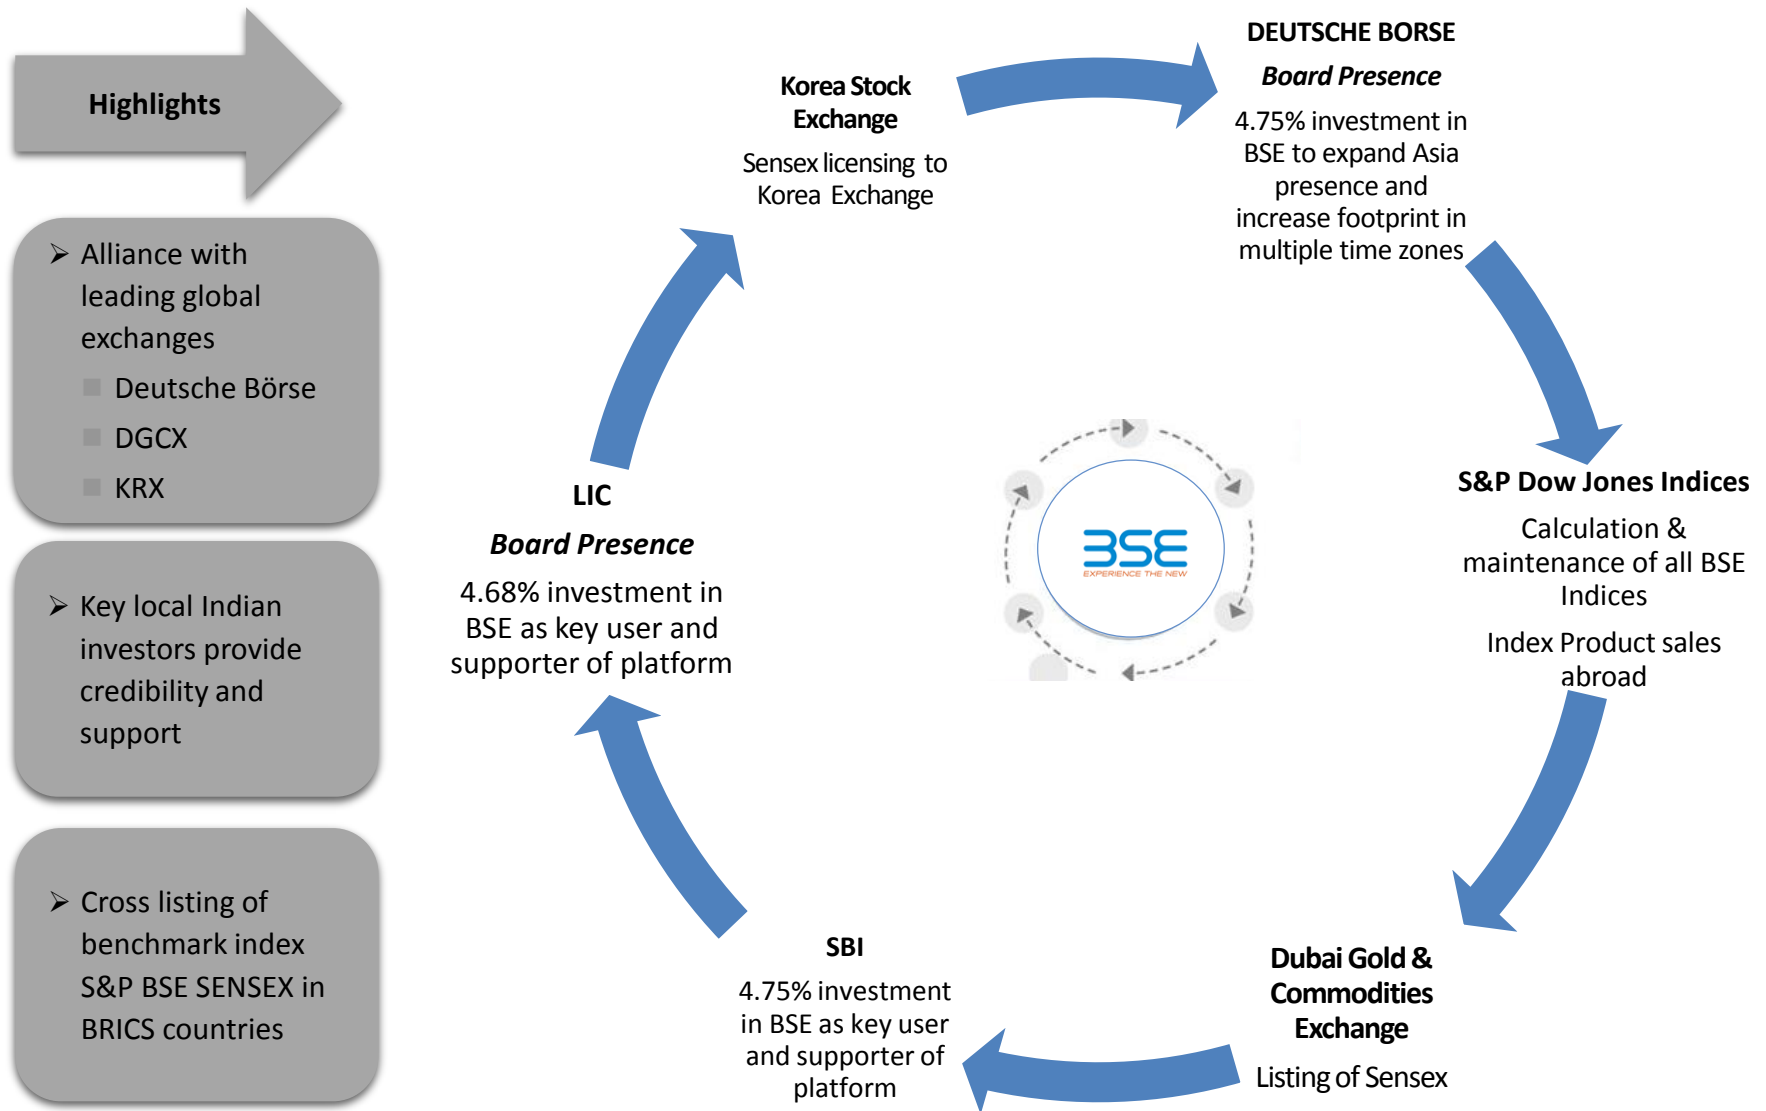 Highlights
➢ Alliance with
leading global
exchanges
■ Deutsche Börse
■ DGCX
■ KRX
➢ Key local Indian
investors provide
credibility and
support
➢ Cross listing of
benchmark index
S&P BSE SENSEX in
BRICS countries
Korea Stock
Exchange
Sensex licensing to
Korea Exchange
DEUTSCHE BORSE
Board Presence
4.75% investment in
BSE to expand Asia
presence and
increase footprint in
multiple time zones
S&P Dow Jones Indices
Calculation &
maintenance of all BSE
Indices
Index Product sales
abroad
Dubai Gold &
Commodities
Exchange
Listing of Sensex
SBI
4.75% investment
in BSE as key user
and supporter of
platform
LIC
Board Presence
4.68% investment in
BSE as key user and
supporter of platform
BSE
EXPERIENCE THE NEW